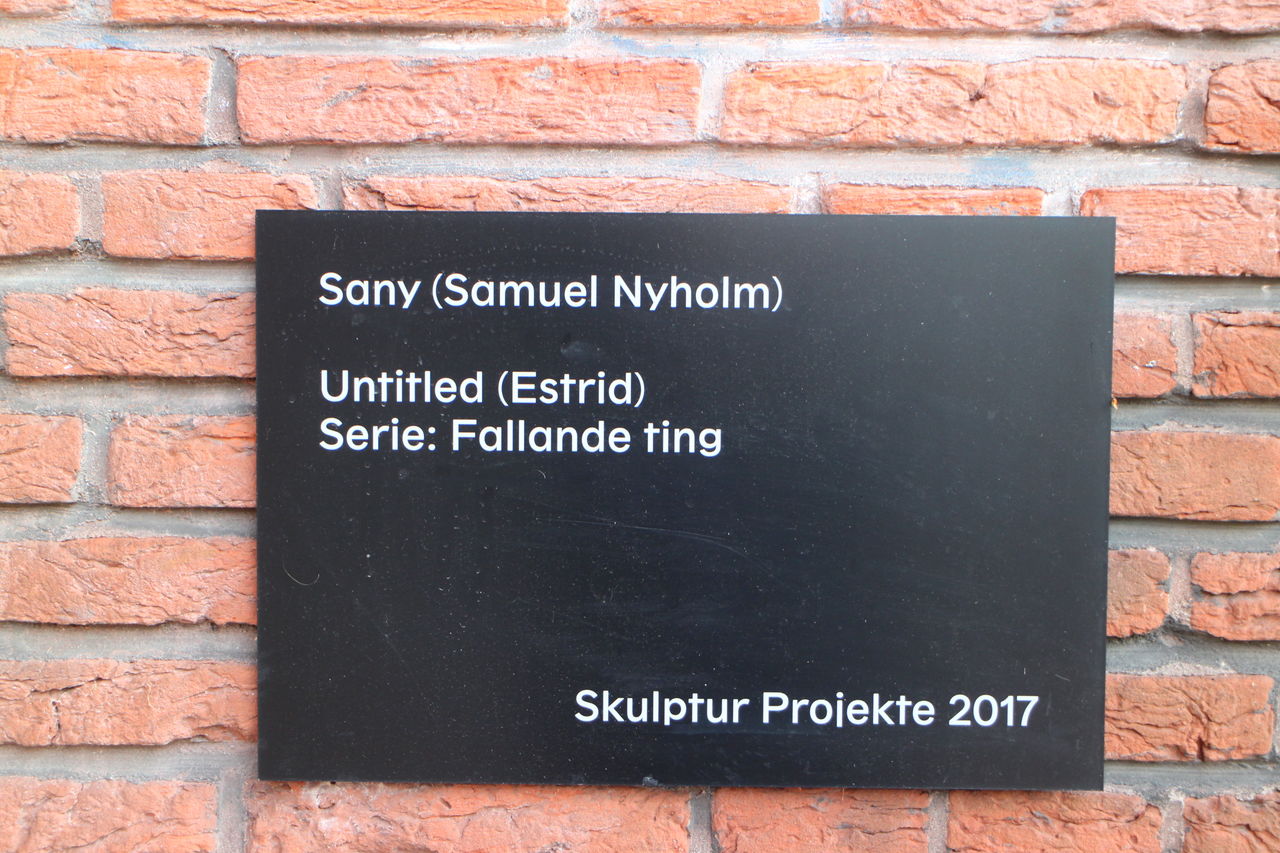 Sany (Samuel Nyholm)
Untitled (Estrid)
Serie: Fallande ting
Skulptur Projekte 2017